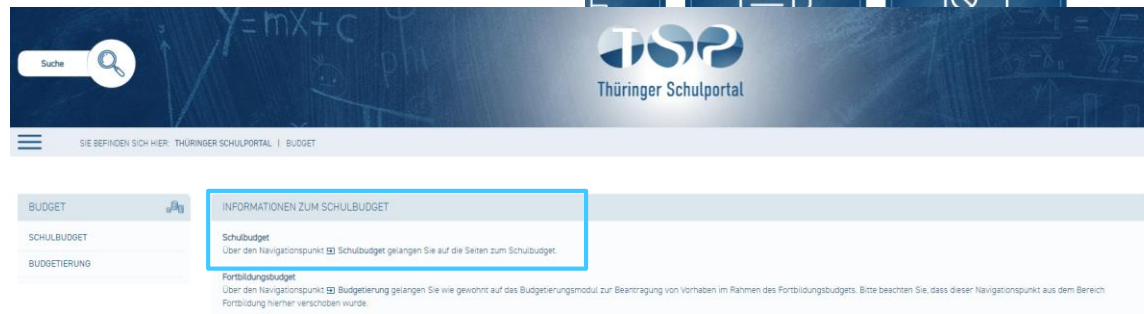 Suche
TSP
Thüringer Schulportal
SIE BEFINDEN SICH HIER: THÜRINGER SCHULPORTAL | BUDGET
BUDGET
SCHULBUDGET
BUDGETIERUNG
INFORMATIONEN ZUM SCHULBUDGET
Schulbudget
Über den Navigationspunkt Schulbudget gelangen Sie auf die Seiten zum Schulbudget.
Fortbildungsbudget
Über den Navigationspunkt Budgetierung gelangen Sie wie gewohnt auf das Budgetierungsmodul zur Beantragung von Vorhaben im Rahmen des Fortbildungsbudgets. Bitte beachten Sie, dass dieser Navigationspunkt aus dem Bereich
Fortbildung hierher verschoben wurde.